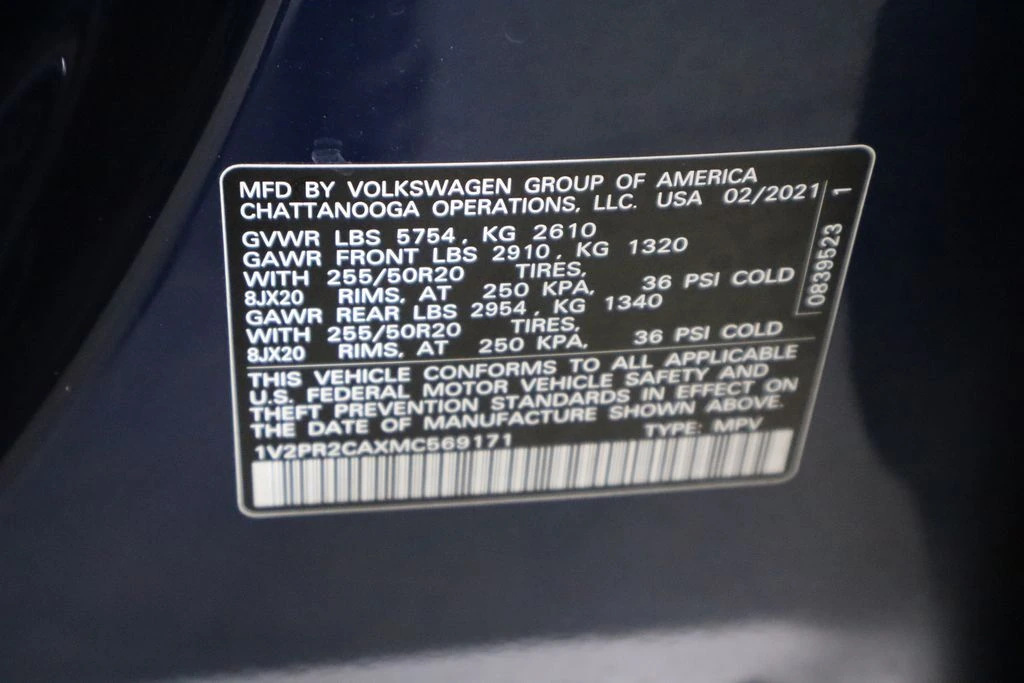 MFD BY VOLKSWAGEN GROUP OF AMERICA
CHATTANOOGA OPERATIONS, LLC. USA 02/2021
GVWR LBS 5754, KG 2610
GAWR FRONT LBS 2910, KG 1320
WITH 255/50R20 TIRES,
8JX20 RIMS, AT 250 KPA, 36 PSI COLD
GAWR REAR LBS 2954, KG 1340
WITH 255/50R20 TIRES,
8JX20 RIMS, AT 250 KPA, 36 PSI COLD
THIS VEHICLE CONFORMS TO ALL APPLICABLE
U.S. FEDERAL MOTOR VEHICLE SAFETY AND
THEFT PREVENTION STANDARDS IN EFFECT ON
THE DATE OF MANUFACTURE SHOWN ABOVE.
1V2PR2CAXMC569171 TYPE: MPV
0839523 1